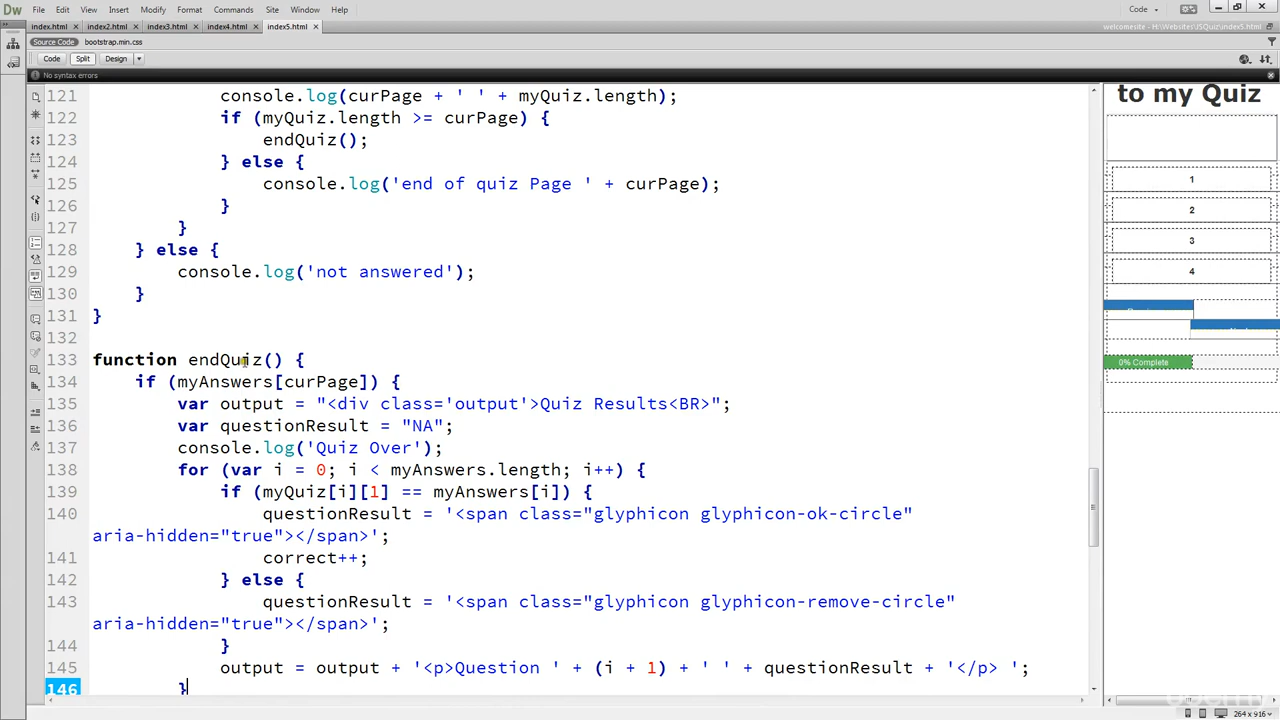 Dw File Edit View Insert Modify Format Commands Site Window Help Code
index.html × index2.html × index3.html × index4.html × index5.html × welcomesite - H:\Websites\JSQuiz\index5.html
Source Code bootstrap.min.css
Code Split Design
No syntax errors
121 console.log(curPage + ' ' + myQuiz.length);
122 if (myQuiz.length >= curPage) {
123 endQuiz();
124 } else {
125 console.log('end of quiz Page ' + curPage);
126 }
127 }
128 } else {
129 console.log('not answered');
130 }
131 }
132
133 function endQuiz() {
134 if (myAnswers[curPage]) {
135 var output = "<div class='output'>Quiz Results<BR>";
136 var questionResult = "NA";
137 console.log('Quiz Over');
138 for (var i = 0; i < myAnswers.length; i++) {
139 if (myQuiz[i][1] == myAnswers[i]) {
140 questionResult = '<span class="glyphicon glyphicon-ok-circle"
aria-hidden="true"></span>';
141 correct++;
142 } else {
143 questionResult = '<span class="glyphicon glyphicon-remove-circle"
aria-hidden="true"></span>';
144 }
145 output = output + '<p>Question ' + (i + 1) + ' ' + questionResult + '</p> ';
146 }
to my Quiz
1
2
3
4
0% Complete
264 x 916